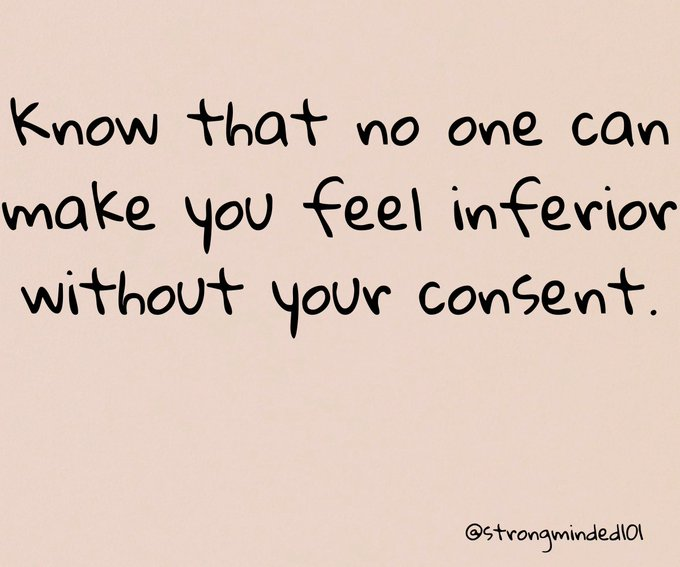 Know that no one can
make you feel inferior
without your consent.
@strongminded101